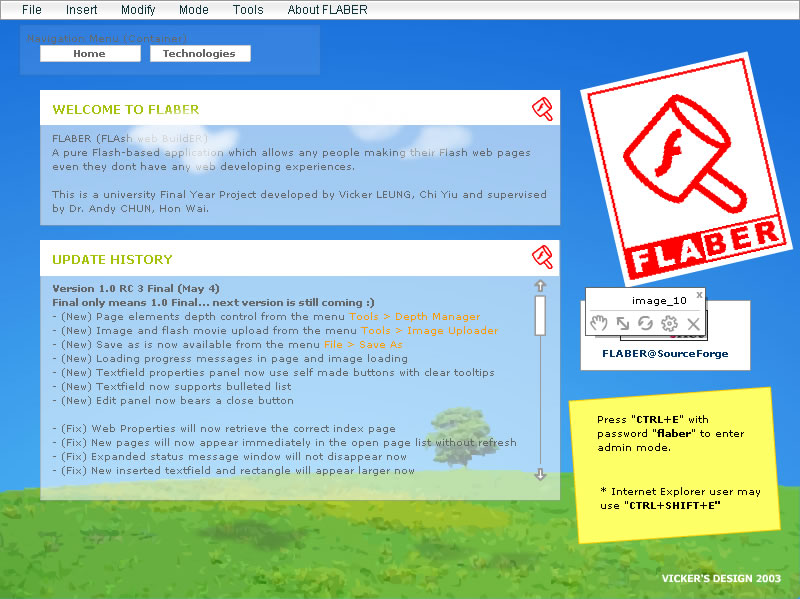 File Insert Modify Mode Tools About FLABER
Navigation Menu (Container)
Home Technologies
WELCOME TO FLABER
FLABER (FLAsh web BuildER)
A pure Flash-based application which allows any people making their Flash web pages
even they dont have any web developing experiences.
This is a university Final Year Project developed by Vicker LEUNG, Chi Yiu and supervised
by Dr. Andy CHUN, Hon Wai.
UPDATE HISTORY
Version 1.0 RC 3 Final (May 4)
Final only means 1.0 Final... next version is still coming :)
- (New) Page elements depth control from the menu Tools > Depth Manager
- (New) Image and flash movie upload from the menu Tools > Image Uploader
- (New) Save as is now available from the menu File > Save As
- (New) Loading progress messages in page and image loading
- (New) Textfield properties panel now use self made buttons with clear tooltips
- (New) Textfield now supports bulleted list
- (New) Edit panel now bears a close button
- (Fix) Web Properties will now retrieve the correct index page
- (Fix) New pages will now appear immediately in the open page list without refresh
- (Fix) Expanded status message window will not disappear now
- (Fix) New inserted textfield and rectangle will appear larger now
FLABER
image_10 x
FLABER@SourceForge
Press "CTRL+E" with
password "flaber" to enter
admin mode.
* Internet Explorer user may
use "CTRL+SHIFT+E"
VICKER'S DESIGN 2003